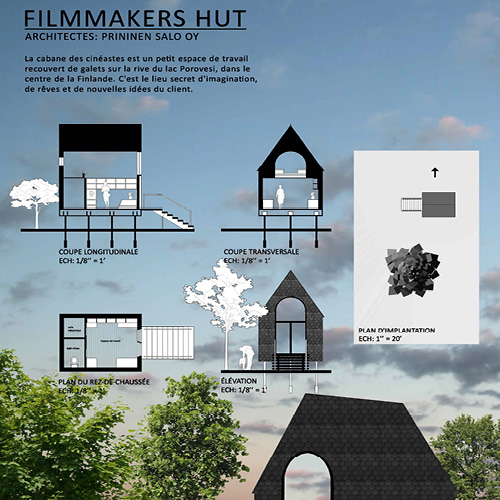 FILMMAKERS HUT
ARCHITECTES: PRININEN SALO OY
La cabane des cinéastes est un petit espace de travail
recouvert de galets sur la rive du lac Porovesi, dans le
centre de la Finlande. C'est le lieu secret d'imagination,
de rêves et de nouvelles idées du client.
COUPE LONGITUDINALE
ECH: 1/8'' = 1'
COUPE TRANSVERSALE
ECH: 1/8'' = 1'
PLAN D'IMPLANTATION
ECH: 1'' = 20'
PLAN DU REZ-DE-CHAUSSÉE
ECH: 1/8'' = 1'
ÉLÉVATION
ECH: 1/8'' = 1'